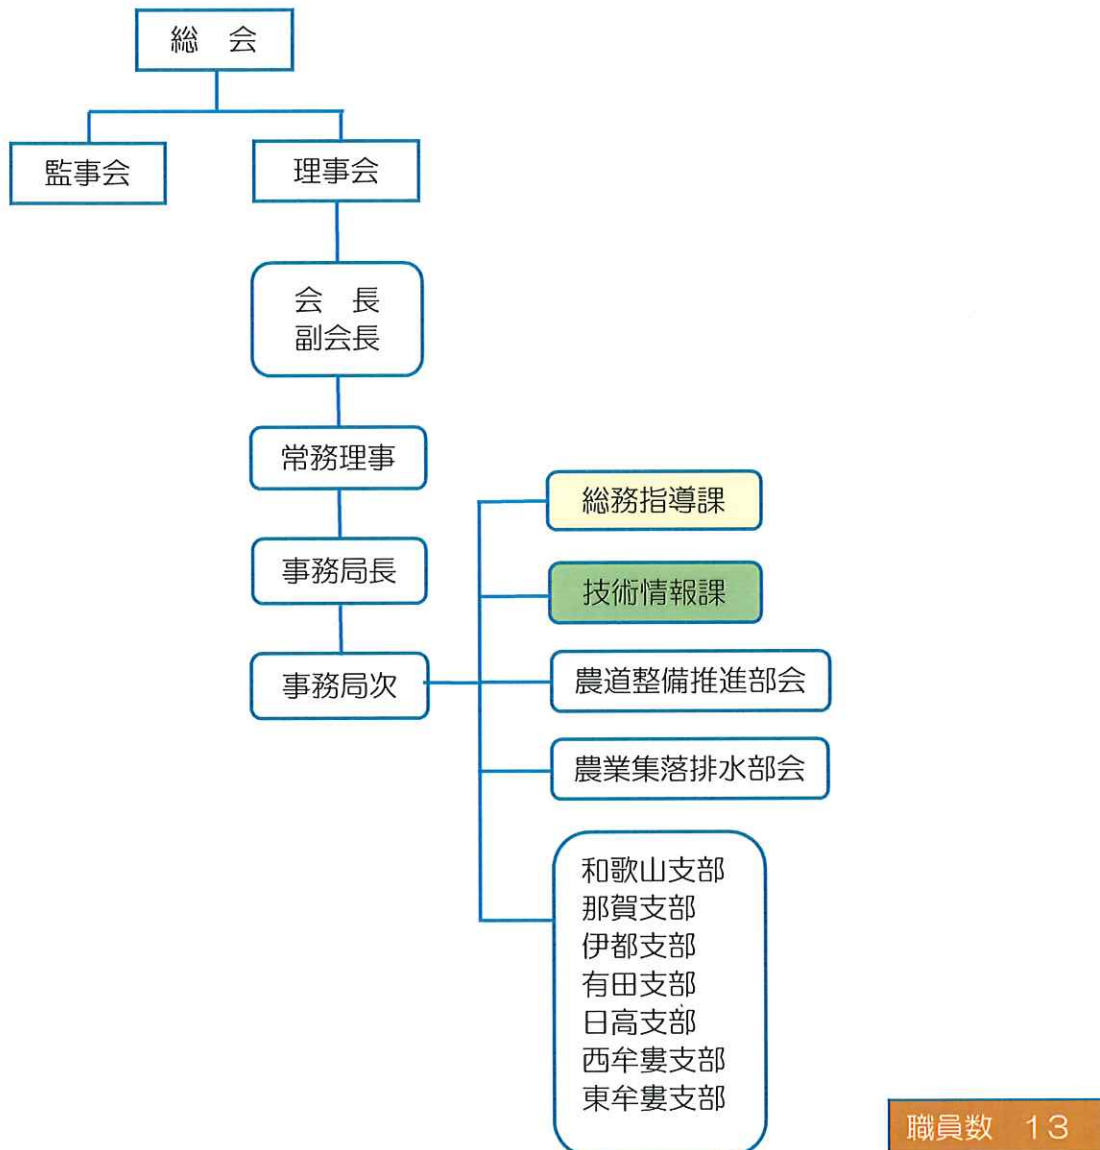 総　会
監事会
理事会
会　長
副会長
常務理事
事務局長
事務局次
総務指導課
技術情報課
農道整備推進部会
農業集落排水部会
和歌山支部
那賀支部
伊都支部
有田支部
日高支部
西牟婁支部
東牟婁支部
職員数　１３